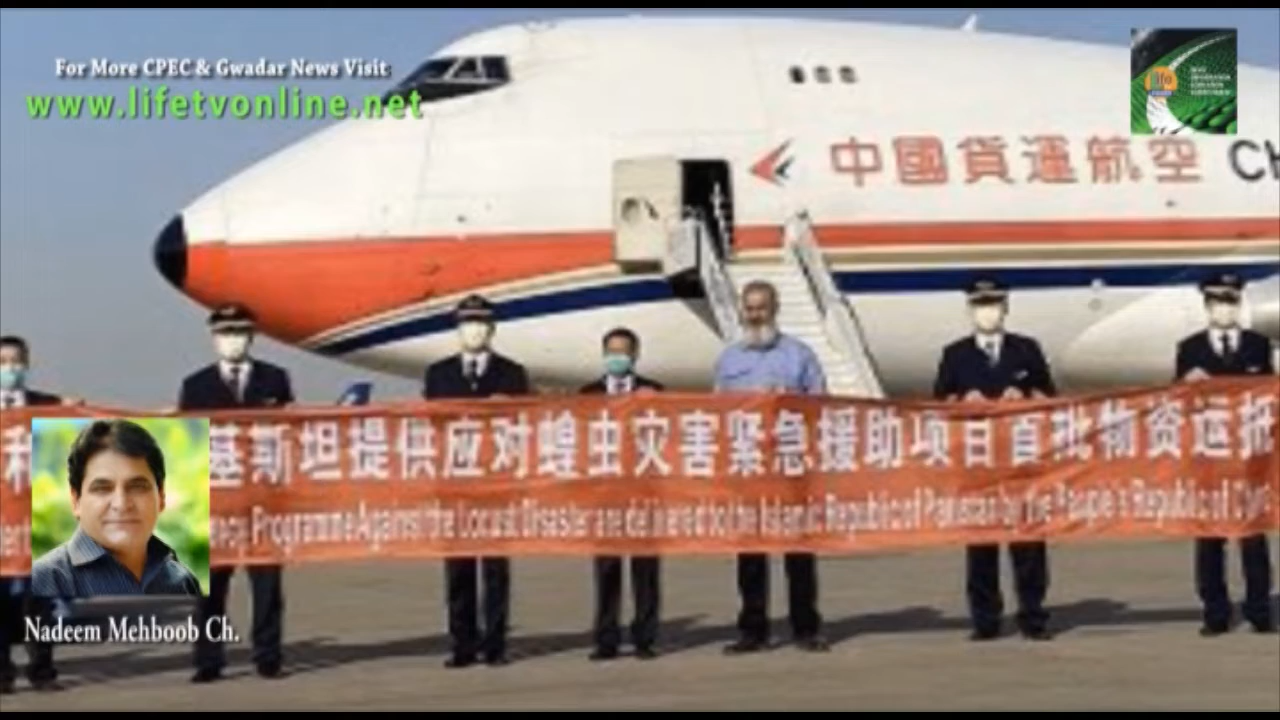 For More CPEC & Gwadar News Visit
www.lifetvonline.net
life
中國貨運航空 CH
利 基斯坦提供应对蝗虫灾害紧急援助项目首批物资运抵
Programme Against the Locust Disaster are delivered to the Islamic Republic of Pakistan by the People's Republic of
Nadeem Mehboob Ch.